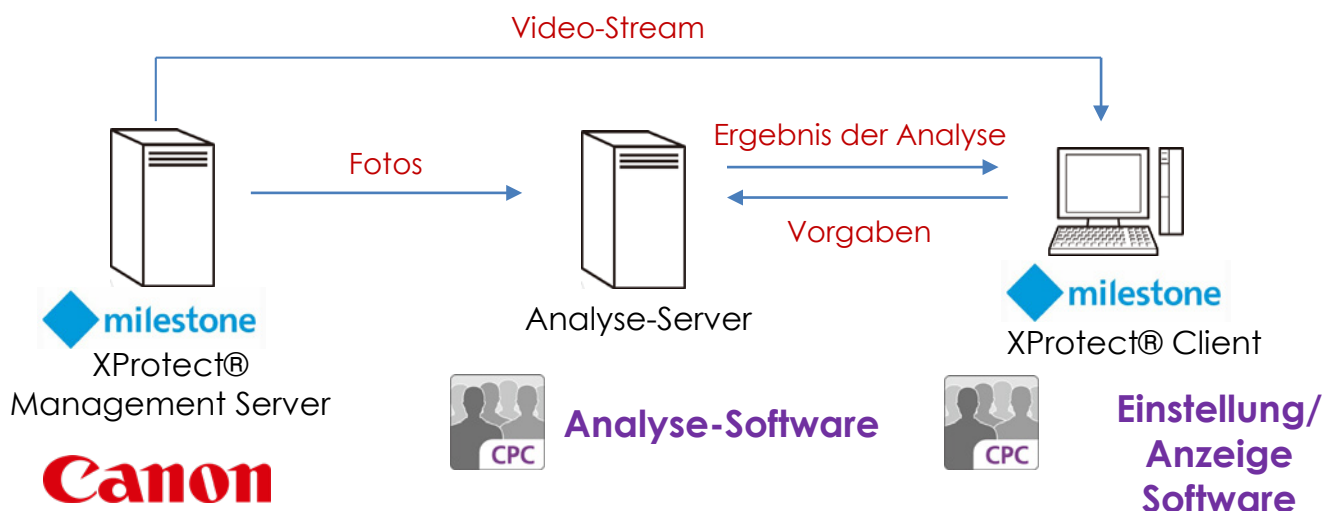 Video-Stream
Fotos
Ergebnis der Analyse
Vorgaben
milestone
XProtect®
Management Server
Canon
Analyse-Server
CPC
Analyse-Software
milestone
XProtect® Client
CPC
Einstellung/
Anzeige
Software